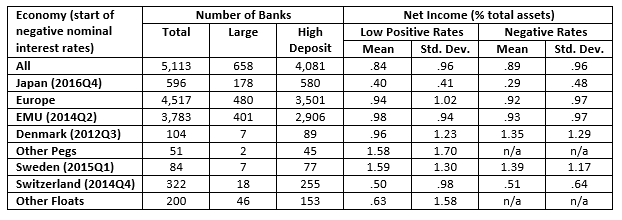 Economy (start of negative nominal interest rates) Number of Banks Net Income (% total assets)
Total Large High Deposit Low Positive Rates Negative Rates
Mean Std. Dev. Mean Std. Dev.
All 5,113 658 4,081 .84 .96 .89 .96
Japan (2016Q4) 596 178 580 .40 .41 .29 .48
Europe 4,517 480 3,501 .94 1.02 .92 .97
EMU (2014Q2) 3,783 401 2,906 .98 .94 .93 .97
Denmark (2012Q3) 104 7 89 .96 1.23 1.35 1.29
Other Pegs 51 2 45 1.58 1.70 n/a n/a
Sweden (2015Q1) 84 7 77 1.59 1.30 1.39 1.17
Switzerland (2014Q4) 322 18 255 .50 .98 .51 .64
Other Floats 200 46 153 .63 1.58 n/a n/a